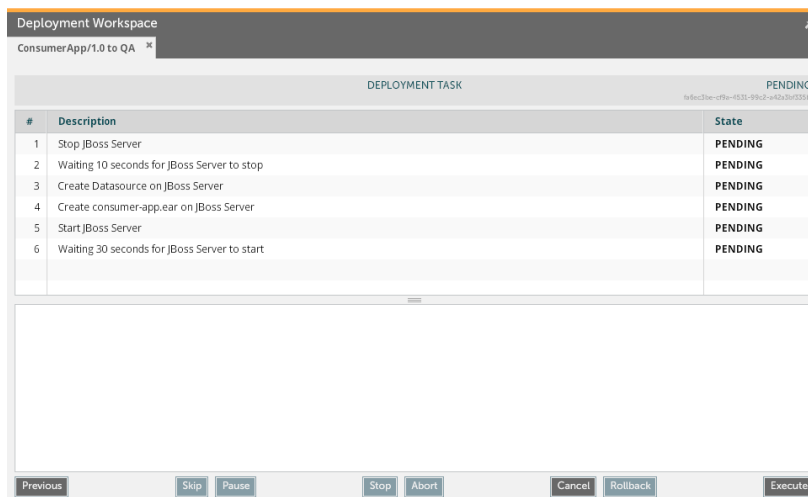 Deployment Workspace
ConsumerApp/1.0 to QA ×
DEPLOYMENT TASK PENDING
# Description State
1 Stop JBoss Server PENDING
2 Waiting 10 seconds for JBoss Server to stop PENDING
3 Create Datasource on JBoss Server PENDING
4 Create consumer-app.ear on JBoss Server PENDING
5 Start JBoss Server PENDING
6 Waiting 30 seconds for JBoss Server to start PENDING
Previous Skip Pause Stop Abort Cancel Rollback Execute